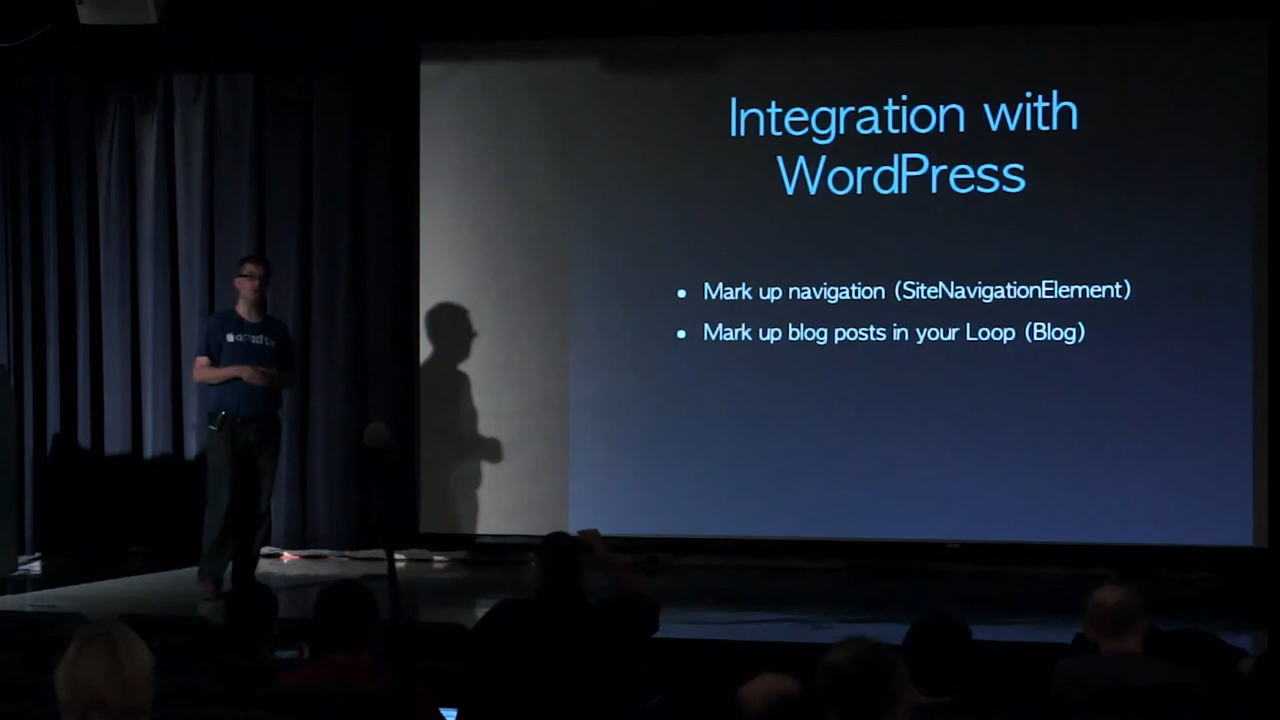 Integration with
WordPress
• Mark up navigation (SiteNavigationElement)
• Mark up blog posts in your Loop (Blog)